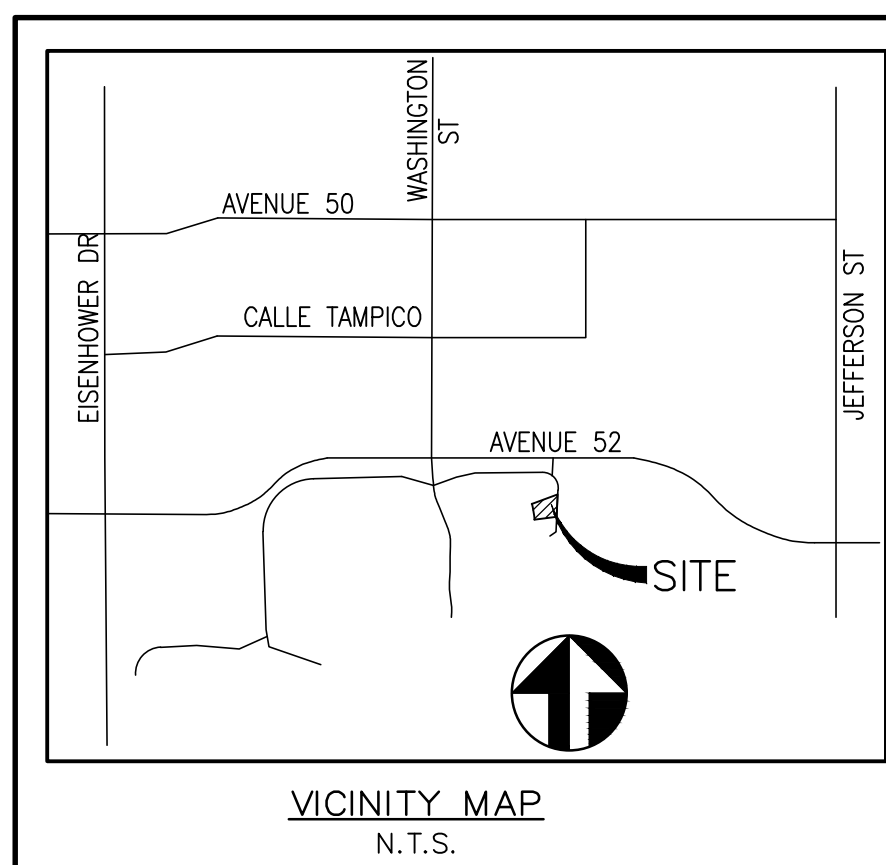 WASHINGTON
ST
AVENUE 50
EISENHOWER DR
CALLE TAMPICO
JEFFERSON ST
AVENUE 52
SITE
VICINITY MAP
N.T.S.